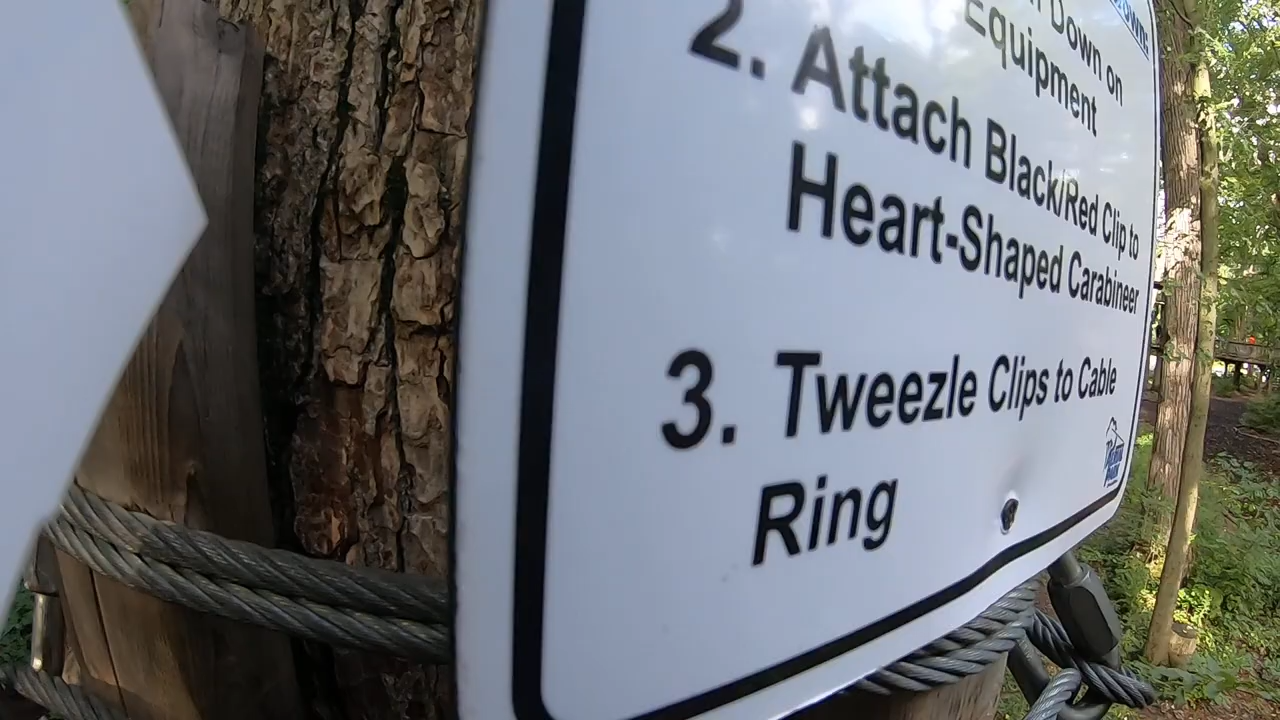 Down on
Equipment
2. Attach Black/Red Clip to
Heart-Shaped Carabineer
3. Tweezle Clips to Cable
Ring